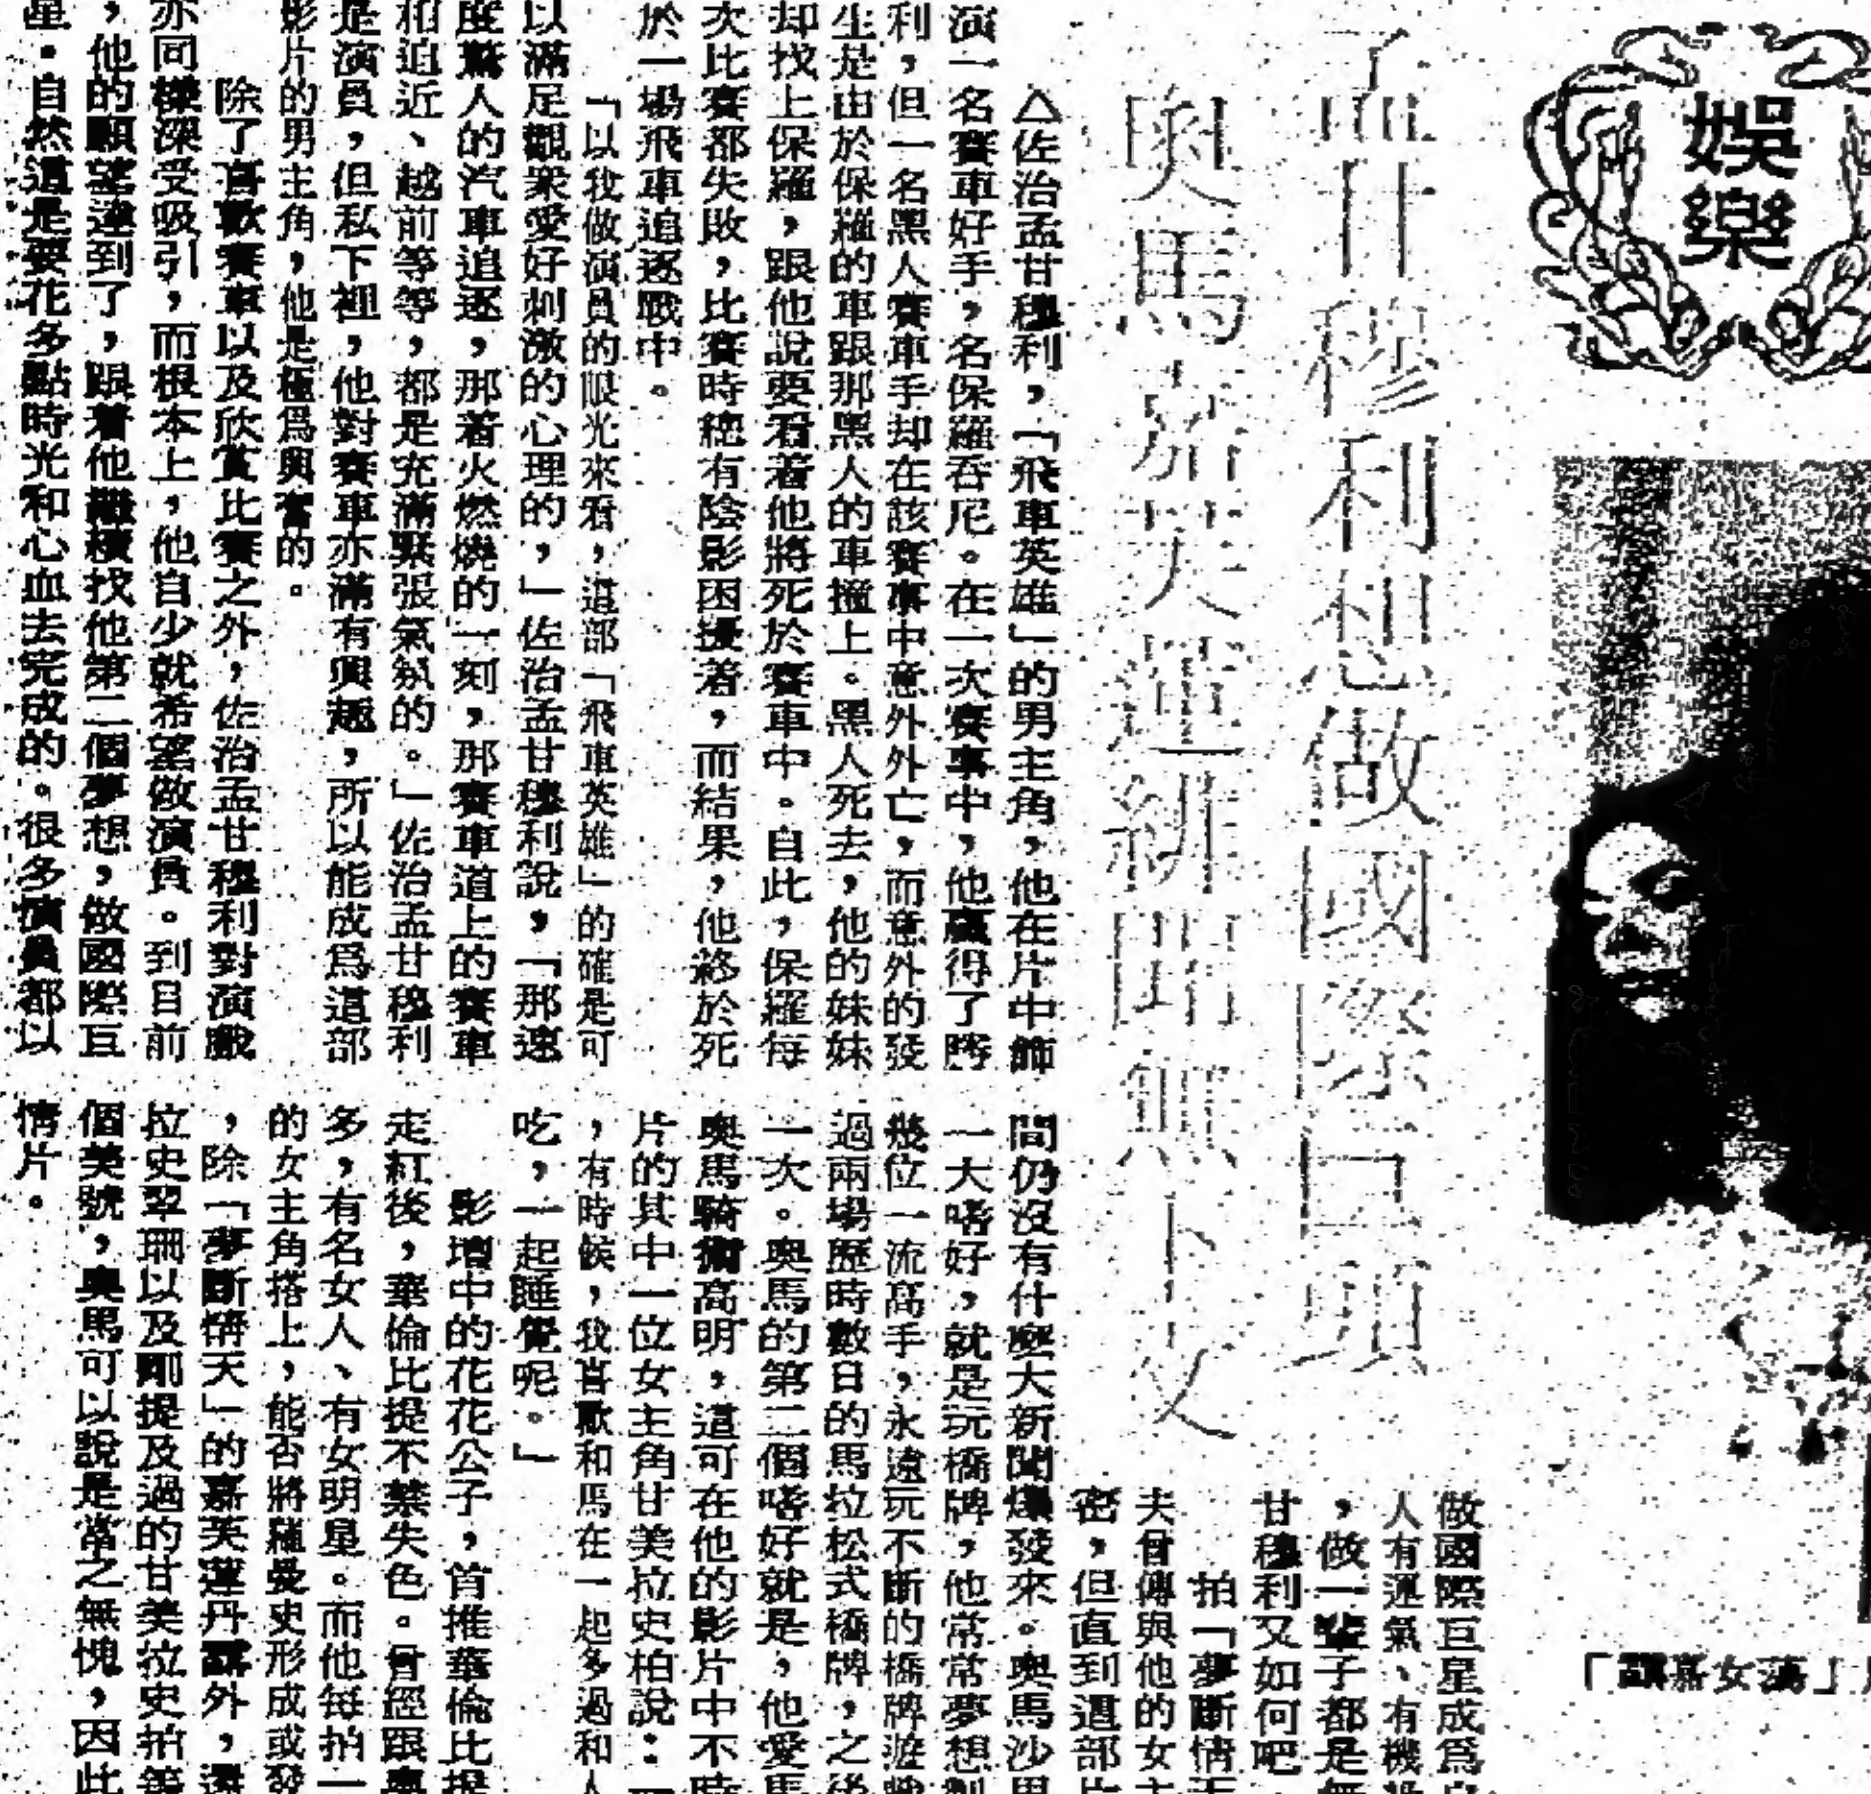 娛樂
孟甘穆利想做國際巨頭
奧馬嘉英蓮緋聞無下文
△佐治孟甘穆利,「飛車英雄」的男主角,他在片中飾
演一名賽車好手,名保羅吞尼。在一次賽事中,他贏得了勝
利,但一名黑人賽車手却在該賽事中意外外亡,而意外的發
生是由於保羅的車跟那黑人的車撞上。黑人死去,他的妹妹
却找上保羅,跟他說要看着他將死於賽車中。自此,保羅每
次比賽都失敗,比賽時總有陰影困擾着,而結果,他終於死
於一場飛車追逐戰中。
「以我做演員的眼光來看,這部「飛車英雄」的確是可
以滿足觀衆愛好刺激的心理的,」佐治孟甘穆利說,「那速
度驚人的汽車追逐,那着火燃燒的一刻,那賽車道上的賽車
相迫近、越前等等,都是充滿緊張氣氛的。」佐治孟甘穆利
是演員,但私下裡,他對賽車亦滿有興趣,所以能成爲這部
影片的男主角,他是極爲興奮的。
除了喜歡賽車以及欣賞比賽之外,佐治孟甘穆利對演戲
亦同樣深受吸引,而根本上,他自少就希望做演員。到目前
,他的願望達到了,跟着他繼續找他第二個夢想,做國際巨
星。自然這是要花多點時光和心血去完成的。很多演員都以
做國際巨星成爲
人有運氣、有機
,做一輩子都是無
甘穆利又如何吧
拍「夢斷情天
夫曾傳與他的女主
密,但直到這部片
問仍沒有什麼大新聞爆發來。奧馬沙里
一大嗜好,就是玩橋牌,他常常夢想
幾位一流高手,永遠玩不斷的橋牌遊戲
過兩場歷時數日的馬拉松式橋牌,之後
一次。奧馬的第二個嗜好就是,他愛馬
奧馬騎術高明,這可在他的影片中不時
片的其中一位女主角甘美拉史柏說:「
,有時候,我喜歡和馬在一起多過和人
吃,一起睡覺呢。」
影壇中的花花公子,首推華倫比提
走紅後,華倫比提不禁失色。曾經跟奧
多,有名女人、有女明星。而他每拍一
的女主角搭上,能否將羅曼史形成或發
,除「夢斷情天」的嘉英蓮丹露外,還
拉史翠珊以及剛提及過的甘美拉史柏等
個美號,奧馬可以說是當之無愧,因此
情片。
嘉女蕩」